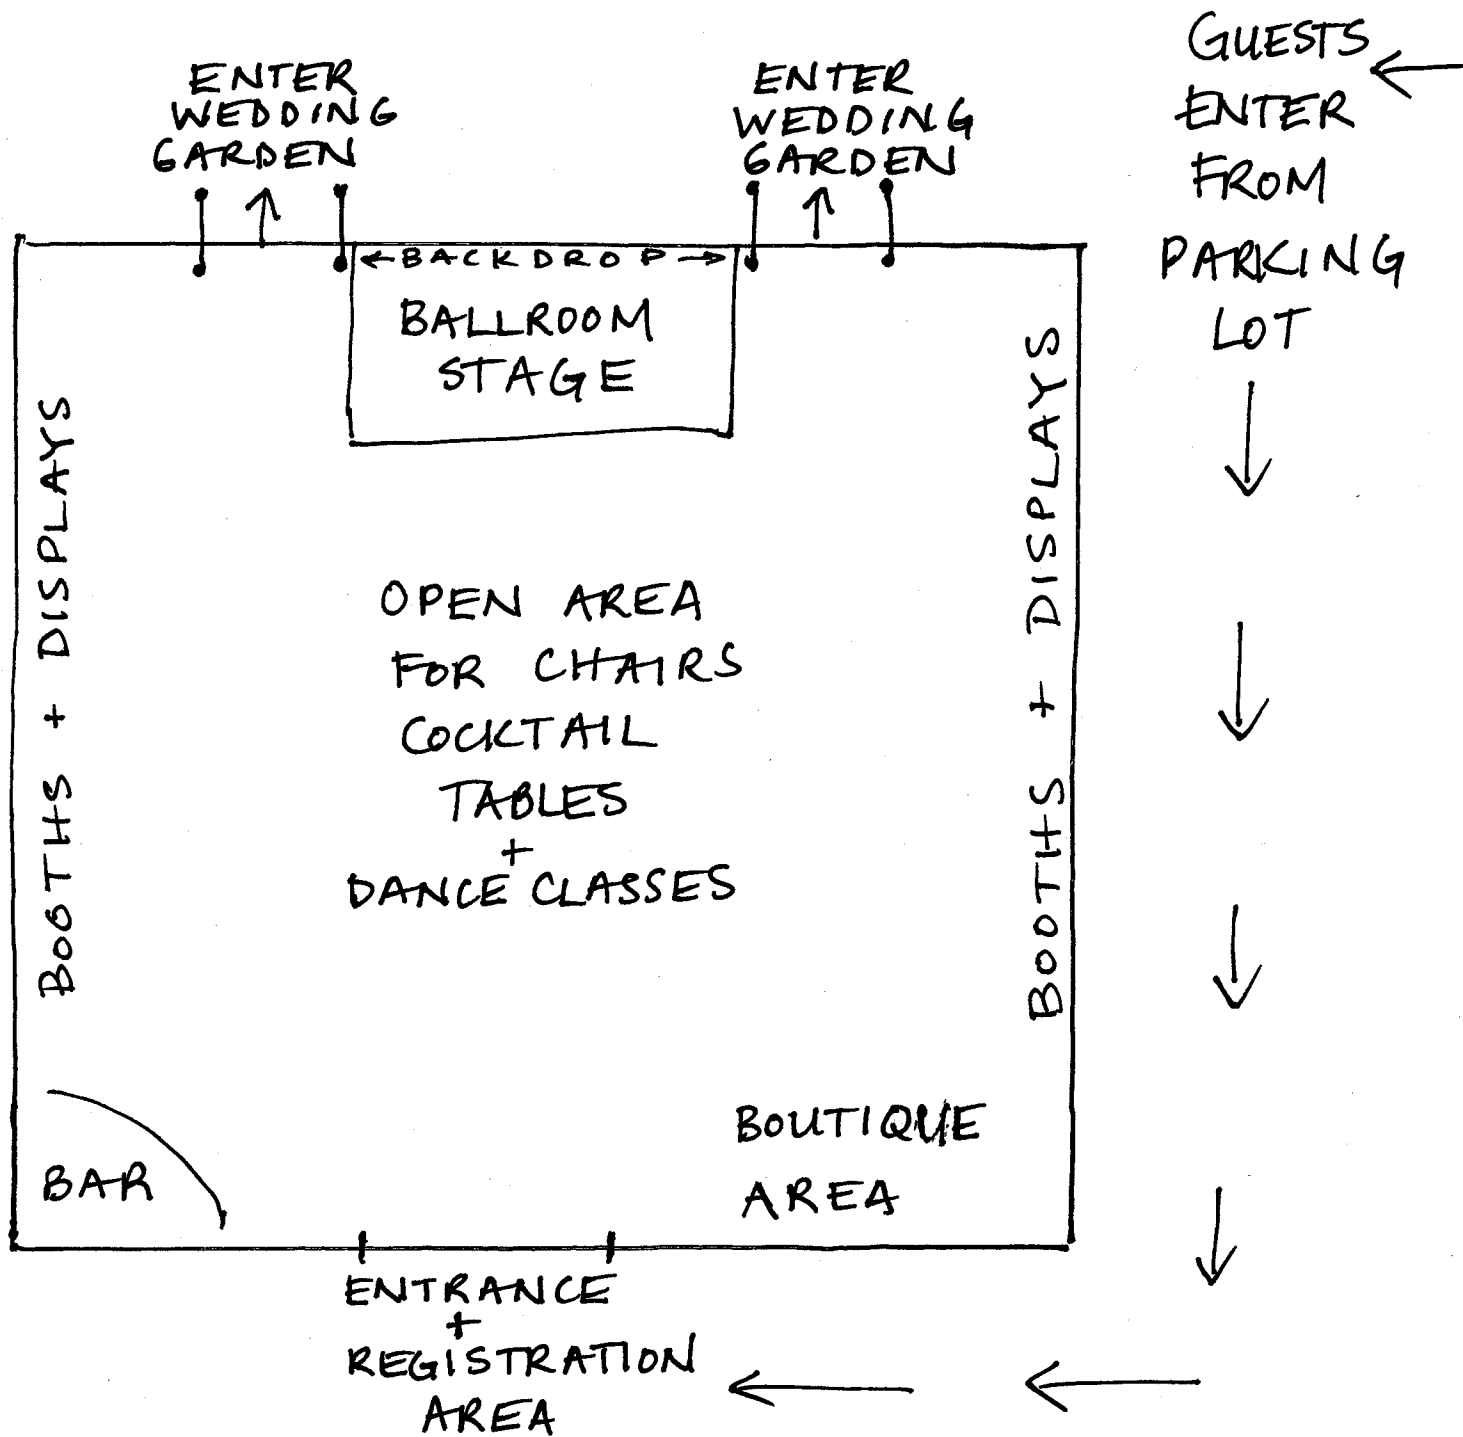 ENTER
WEDDING
GARDEN
ENTER
WEDDING
GARDEN
GUESTS
ENTER
FROM
PARKING
LOT
BACKDROP
BALLROOM
STAGE
BOOTHS + DISPLAYS
OPEN AREA
FOR CHAIRS
COCKTAIL
TABLES
+
DANCE CLASSES
BOOTHS + DISPLAYS
BAR
BOUTIQUE
AREA
ENTRANCE
+
REGISTRATION
AREA